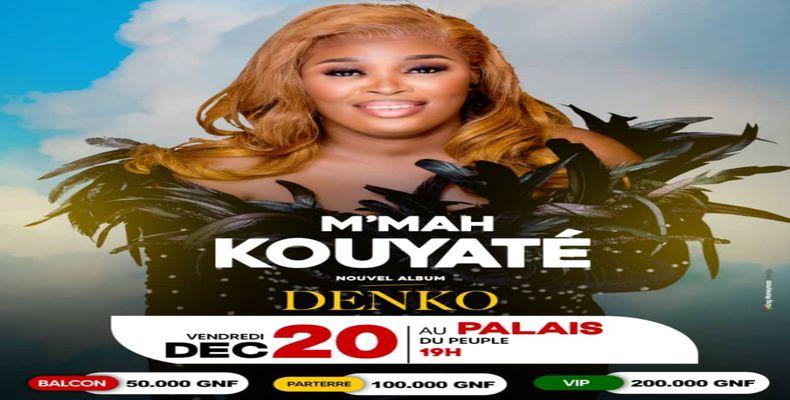 M'MAH
KOUYATÉ
NOUVEL ALBUM
DENKO
VENDREDI
DEC 20
AU PALAIS
DU PEUPLE
19H
BALCON 50.000 GNF
PARTERRE 100.000 GNF
VIP 200.000 GNF